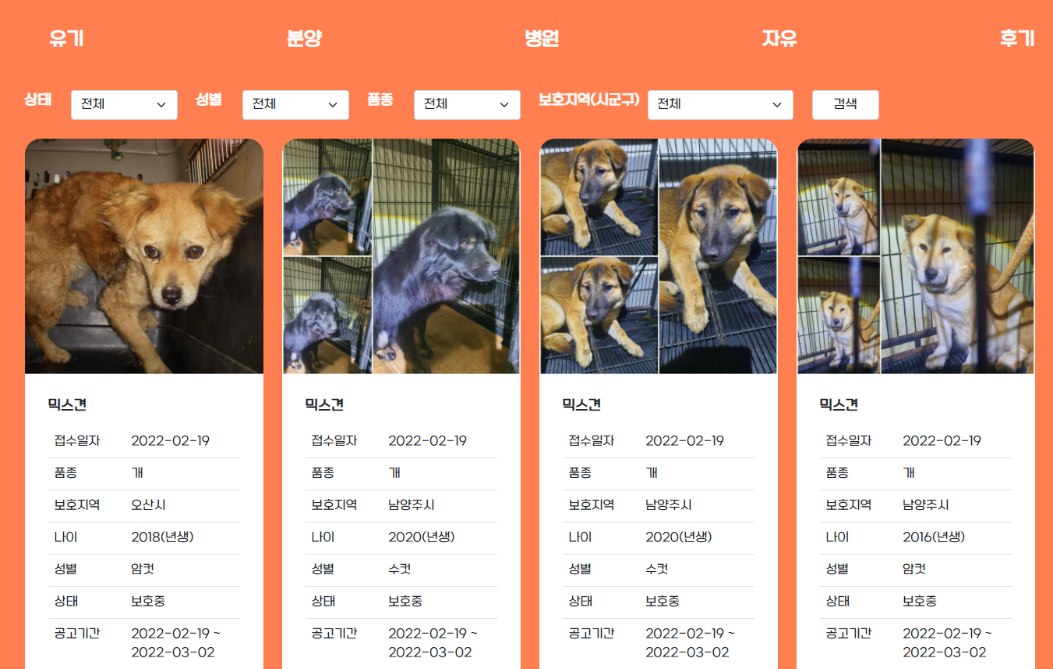 유기 분양 병원 자유 후기
상태 전체 성별 전체 품종 전체 보호지역(시군구) 전체 검색
믹스견
접수일자 2022-02-19
품종 개
보호지역 오산시
나이 2018(년생)
성별 암컷
상태 보호중
공고기간 2022-02-19 ~
2022-03-02
믹스견
접수일자 2022-02-19
품종 개
보호지역 남양주시
나이 2020(년생)
성별 수컷
상태 보호중
공고기간 2022-02-19 ~
2022-03-02
믹스견
접수일자 2022-02-19
품종 개
보호지역 남양주시
나이 2020(년생)
성별 수컷
상태 보호중
공고기간 2022-02-19 ~
2022-03-02
믹스견
접수일자 2022-02-19
품종 개
보호지역 남양주시
나이 2016(년생)
성별 암컷
상태 보호중
공고기간 2022-02-19 ~
2022-03-02